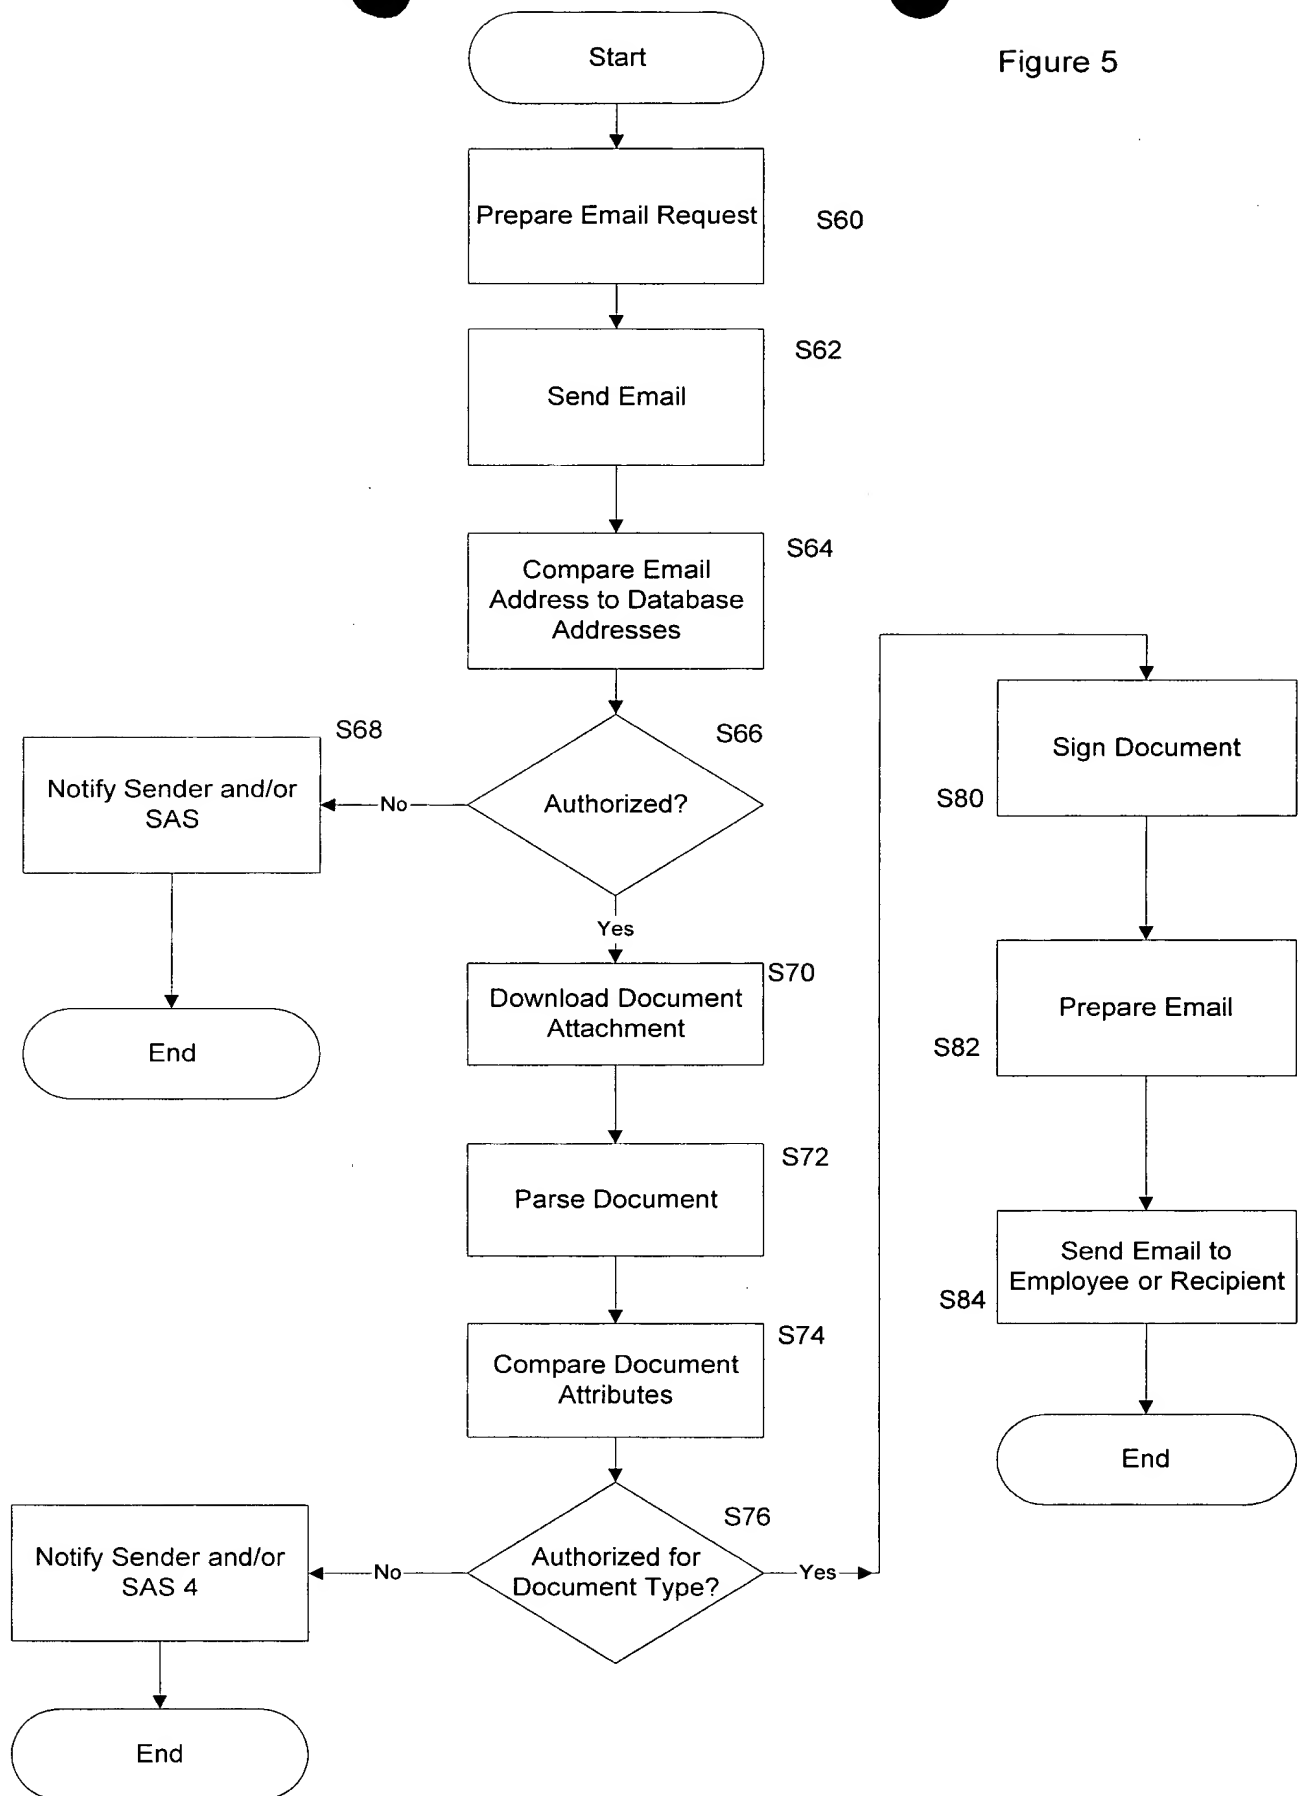 Start
Figure 5
Prepare Email Request
S60
S62
Send Email
S64
Compare Email
Address to Database
Addresses
S68
S66
Notify Sender and/or
SAS
No
Authorized?
Yes
S70
Download Document
Attachment
End
S72
Parse Document
S74
Compare Document
Attributes
S76
Notify Sender and/or
SAS 4
No
Authorized for
Document Type?
Yes
End
Sign Document
S80
Prepare Email
S82
Send Email to
Employee or Recipient
S84
End